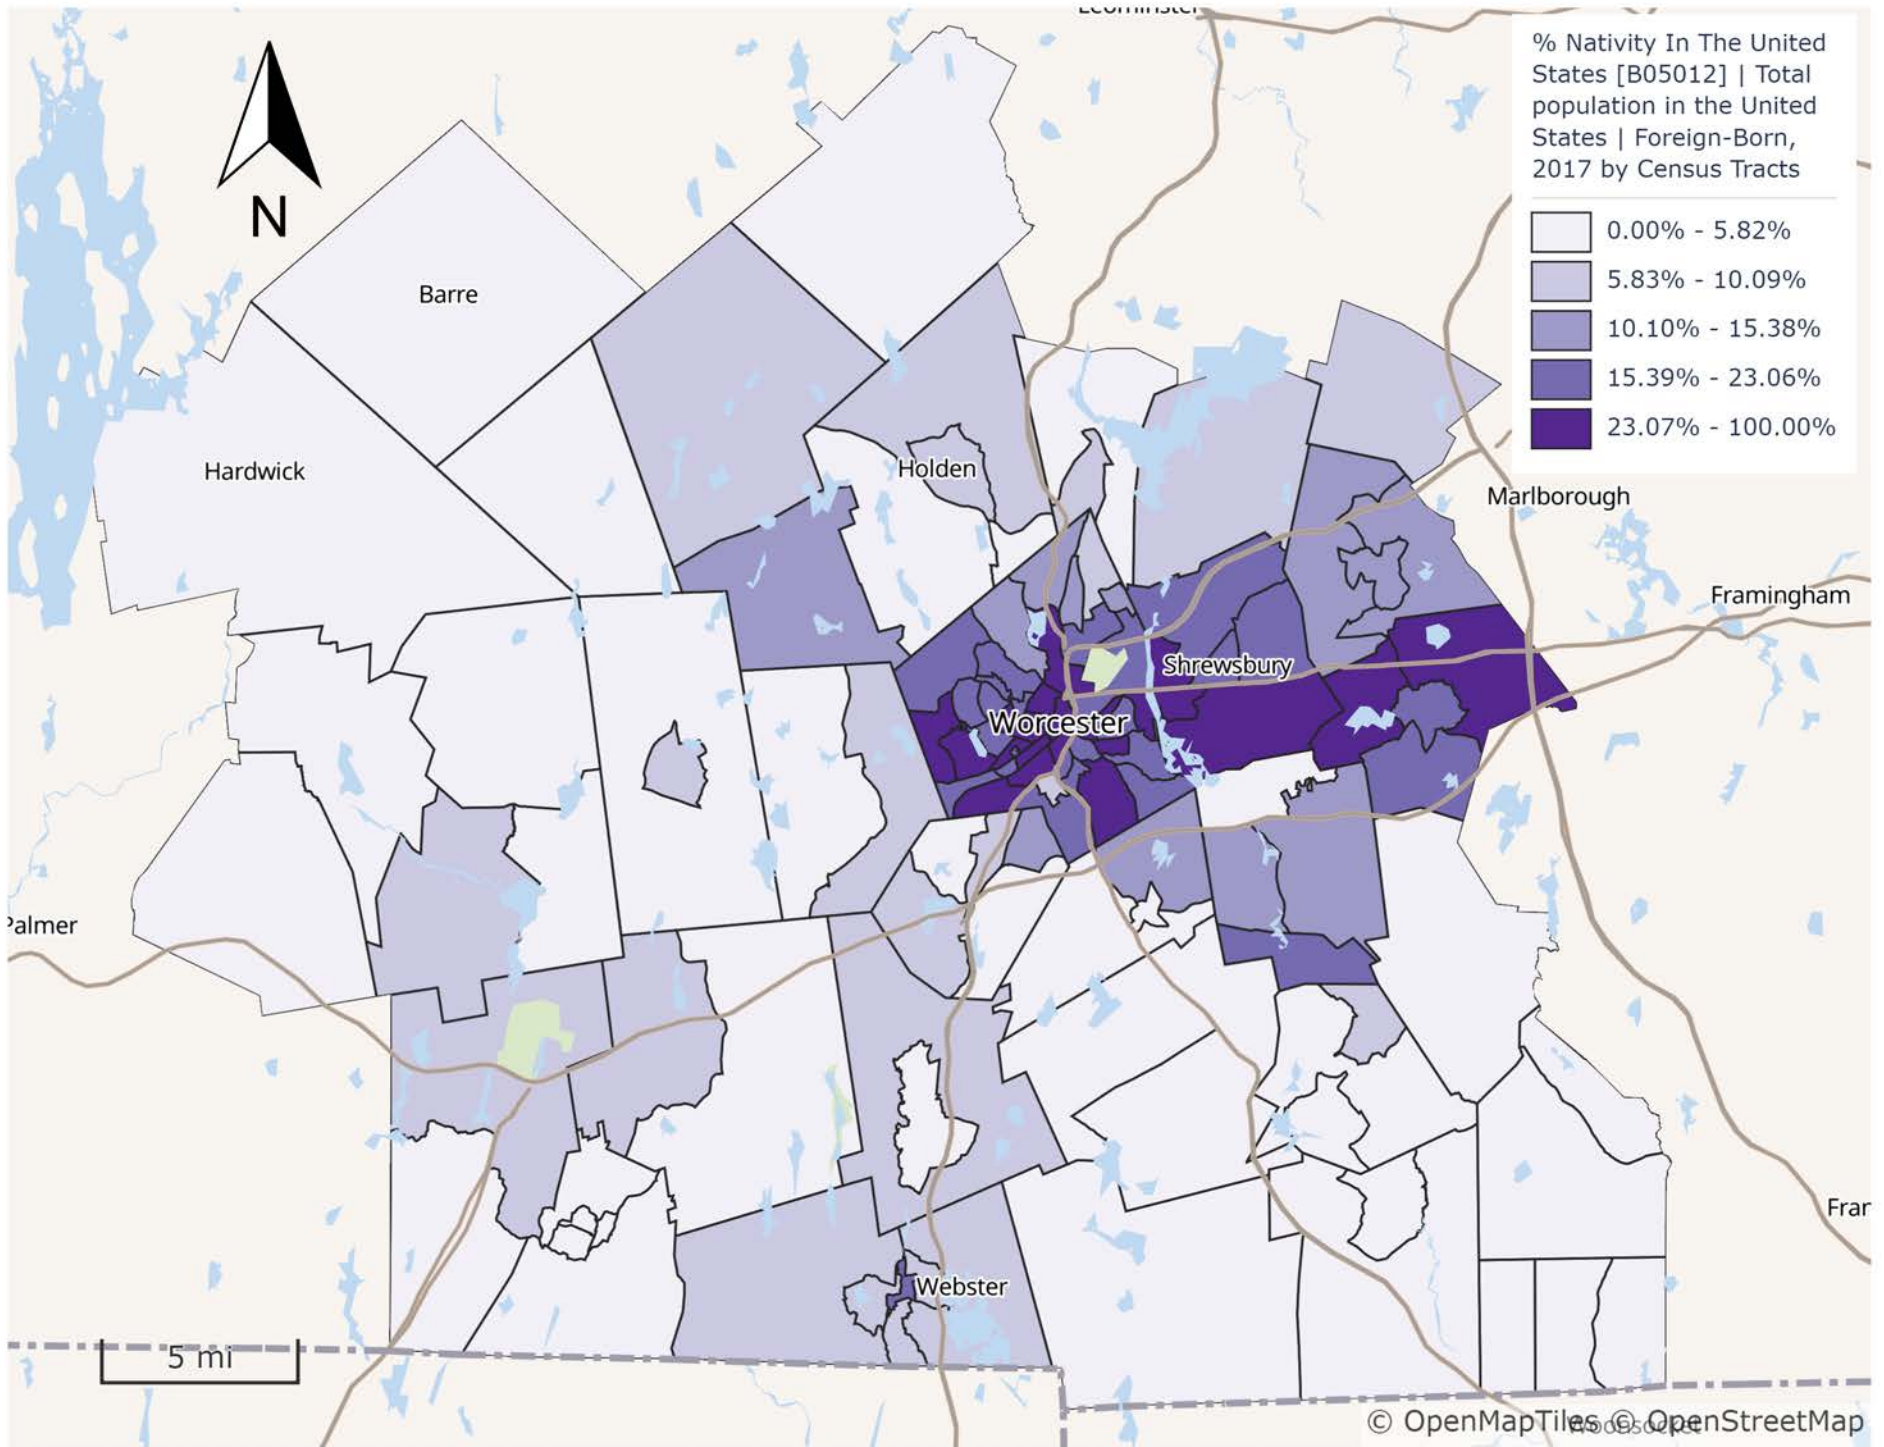 Leominster
% Nativity In The United
States [B05012] | Total
population in the United
States | Foreign-Born,
2017 by Census Tracts
0.00% - 5.82%
5.83% - 10.09%
10.10% - 15.38%
15.39% - 23.06%
23.07% - 100.00%
N
Barre
Hardwick
Holden
Marlborough
Framingham
Shrewsbury
Worcester
Palmer
Fran
Webster
5 mi
Woonsocket
© OpenMapTiles © OpenStreetMap